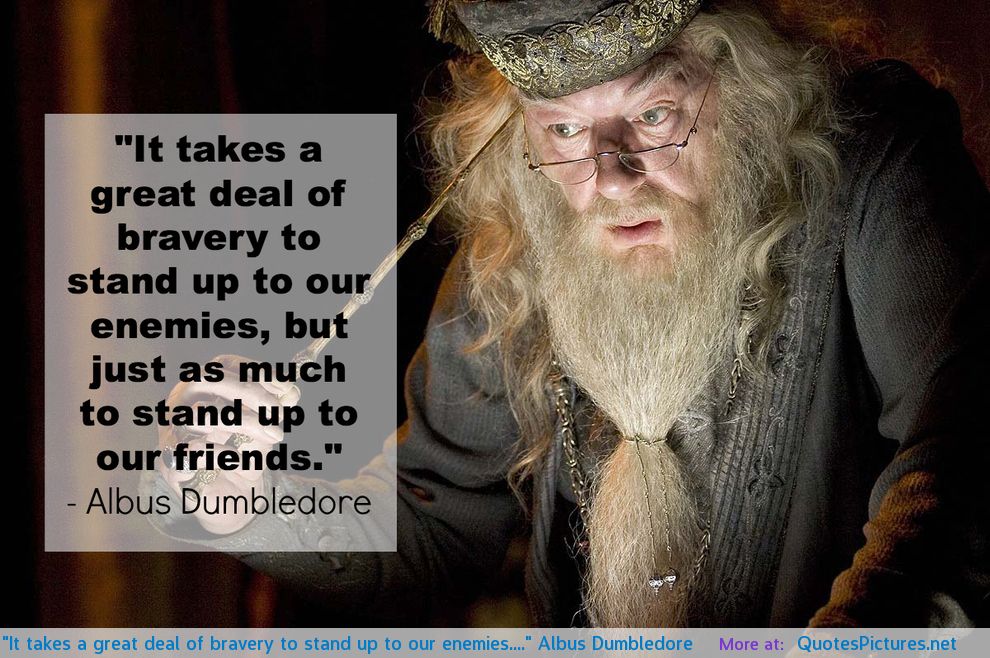 "It takes a
great deal of
bravery to
stand up to our
enemies, but
just as much
to stand up to
our friends."
- Albus Dumbledore
"It takes a great deal of bravery to stand up to our enemies...." Albus Dumbledore More at: QuotesPictures.net